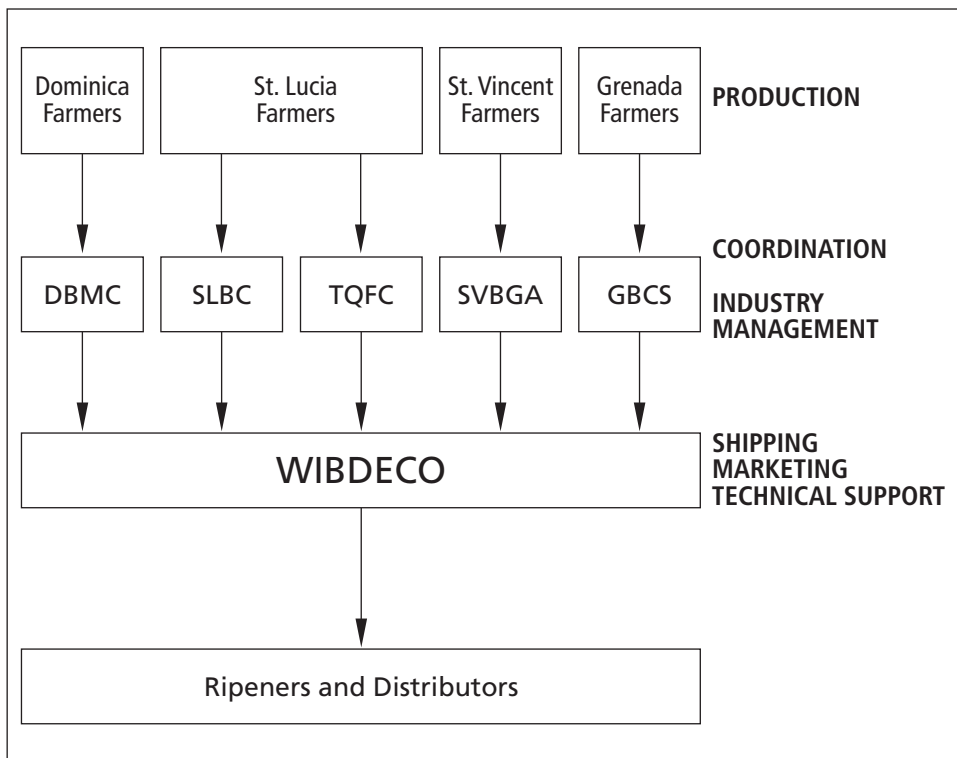 Dominica
Farmers
St. Lucia
Farmers
St. Vincent
Farmers
Grenada
Farmers
PRODUCTION
COORDINATION
DBMC
SLBC
TQFC
SVBGA
GBCS
INDUSTRY
MANAGEMENT
WIBDECO
SHIPPING
MARKETING
TECHNICAL SUPPORT
Ripeners and Distributors